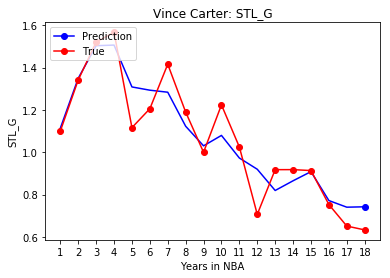 Vince Carter: STL_G
Prediction
True
STL_G
1.6
1.4
1.2
1.0
0.8
0.6
1 2 3 4 5 6 7 8 9 10 11 12 13 14 15 16 17 18
Years in NBA